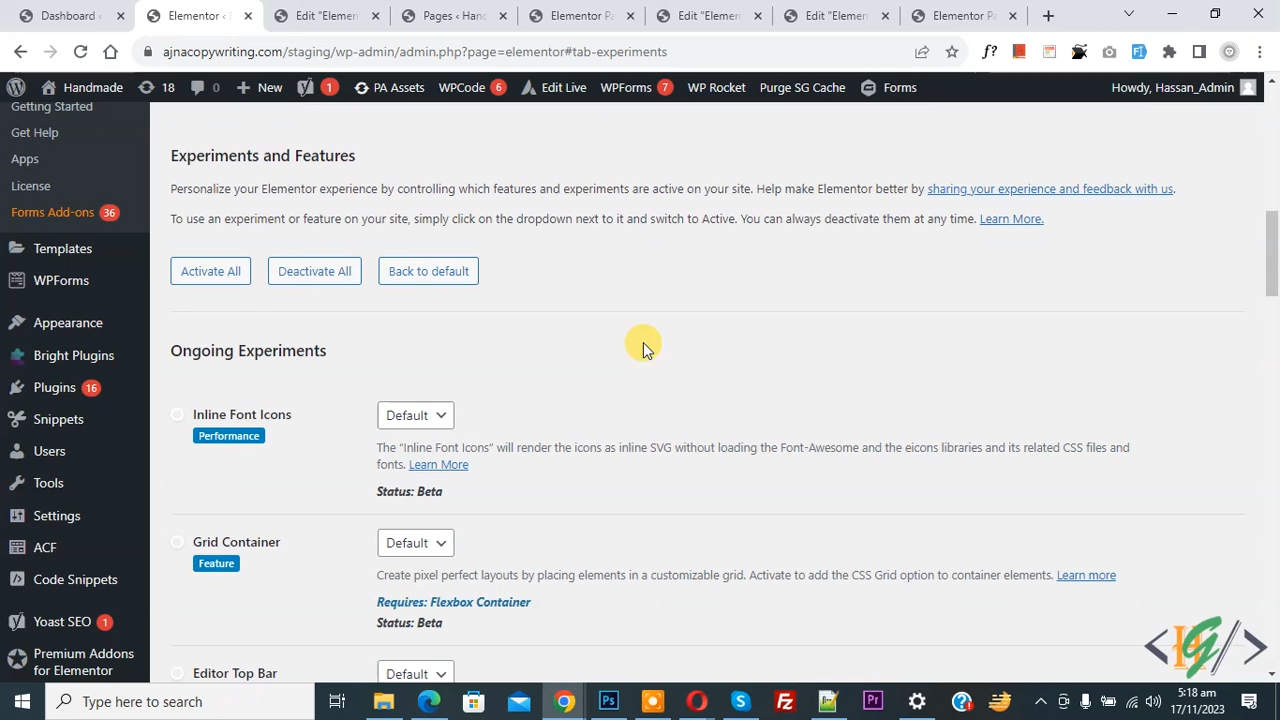 Dashboard ‹
Elementor ‹
Edit "Elemen
Pages ‹ Hand
Elementor Pa
Edit "Elemen
Edit "Elemen
Elementor Pa
ajnacopywriting.com/staging/wp-admin/admin.php?page=elementor#tab-experiments
Handmade 18 0 New 1 PA Assets WPCode 6 Edit Live WPForms 7 WP Rocket Purge SG Cache Forms Howdy, Hassan_Admin
Getting Started
Get Help
Apps
License
Forms Add-ons 36
Templates
WPForms
Appearance
Bright Plugins
Plugins 16
Snippets
Users
Tools
Settings
ACF
Code Snippets
Yoast SEO 1
Premium Addons
for Elementor
Experiments and Features
Personalize your Elementor experience by controlling which features and experiments are active on your site. Help make Elementor better by sharing your experience and feedback with us.
To use an experiment or feature on your site, simply click on the dropdown next to it and switch to Active. You can always deactivate them at any time. Learn More.
Activate All Deactivate All Back to default
Ongoing Experiments
Inline Font Icons Default
Performance
The "Inline Font Icons" will render the icons as inline SVG without loading the Font-Awesome and the eicons libraries and its related CSS files and
fonts. Learn More
Status: Beta
Grid Container Default
Feature
Create pixel perfect layouts by placing elements in a customizable grid. Activate to add the CSS Grid option to container elements. Learn more
Requires: Flexbox Container
Status: Beta
Editor Top Bar Default
Type here to search
5:18 am
17/11/2023